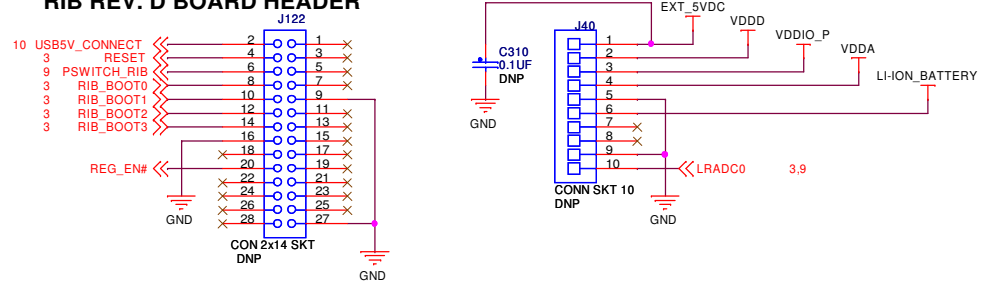 RIB REV. D BOARD HEADER
J122
10 USB5V_CONNECT 2 1
3 RESET 4 3
9 PSWITCH_RIB 6 5
3 RIB_BOOT0 8 7
3 RIB_BOOT1 10 9
3 RIB_BOOT2 12 11
3 RIB_BOOT3 14 13
16 15
18 17
REG_EN# 20 19
22 21
24 23
26 25
28 27
GND
CON 2x14 SKT
DNP
GND
EXT_5VDC
VDDD
VDDIO_P
VDDA
LI-ION_BATTERY
C310
0.1UF
DNP
GND
J40
1
2
3
4
5
6
7
8
9
10 LRADC0 3,9
CONN SKT 10
DNP
GND